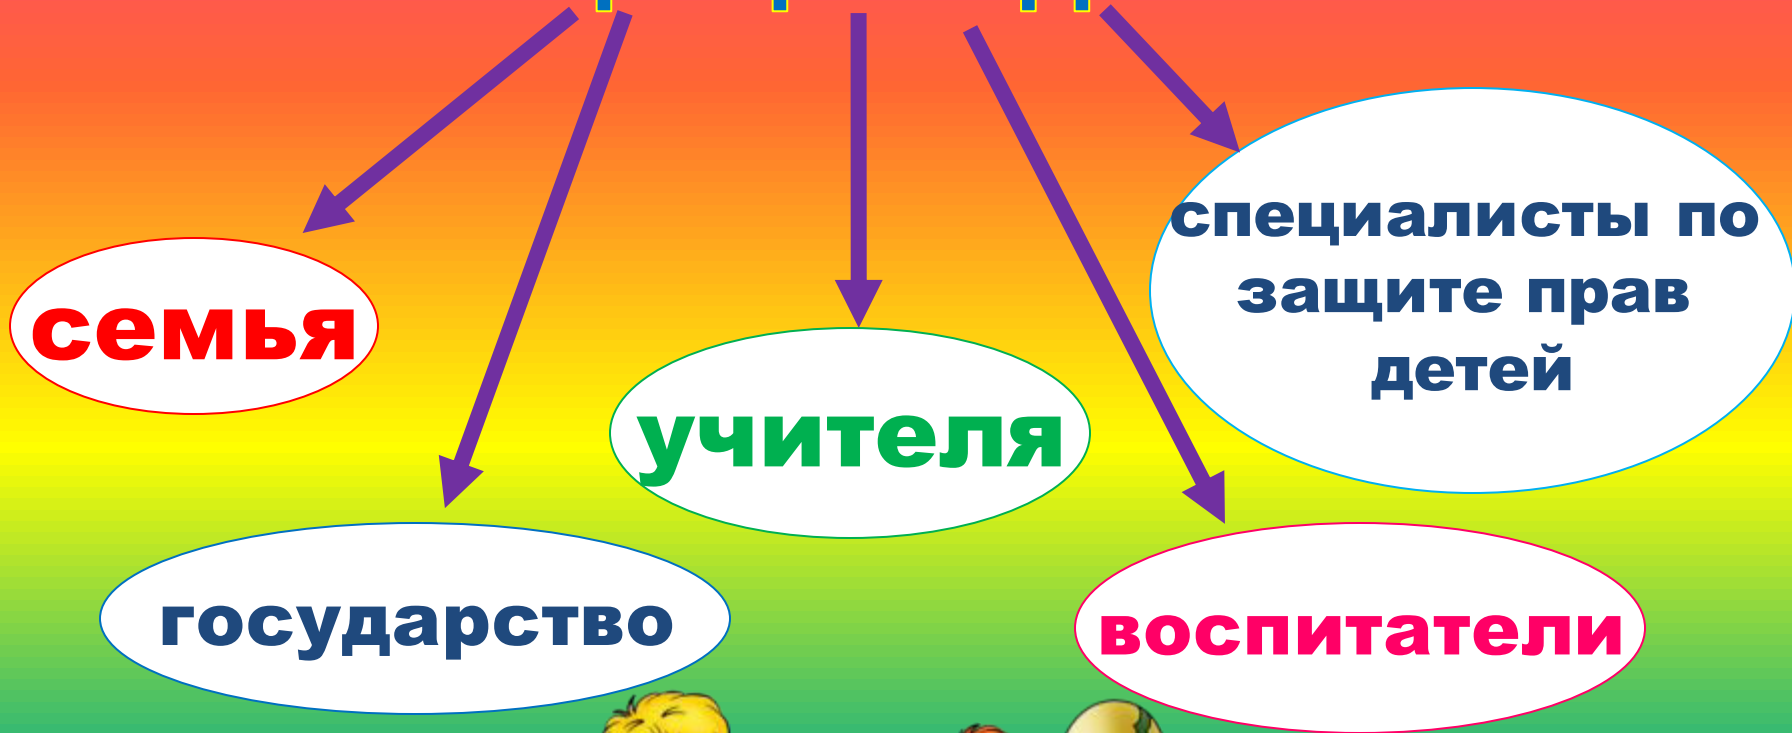 специалисты по
защите прав
детей
семья
учителя
государство
воспитатели